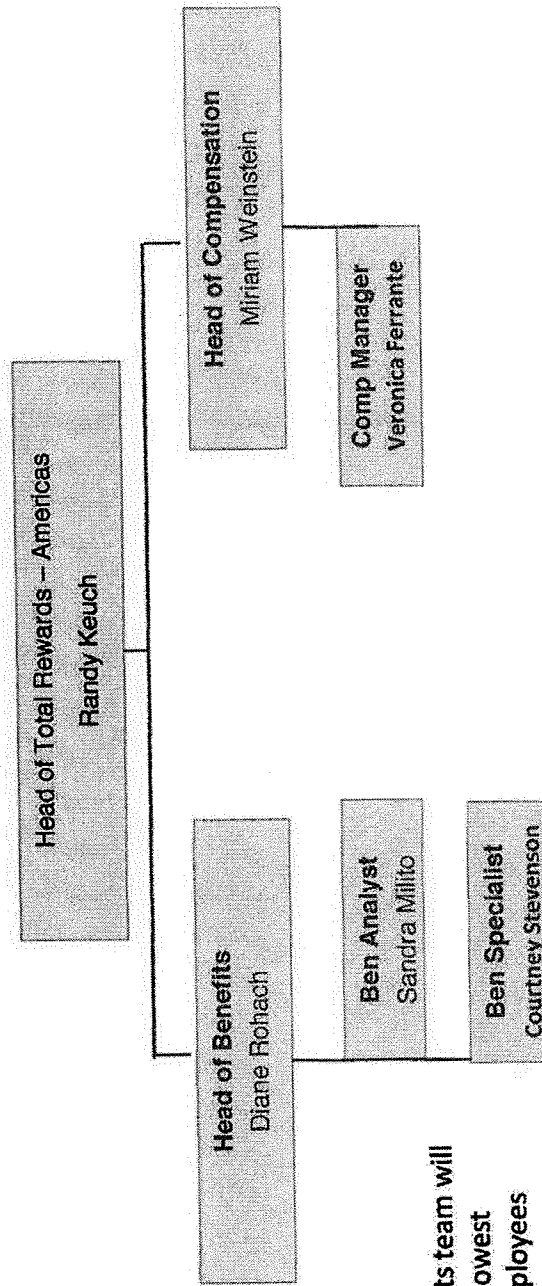 Head of Total Rewards – Americas
Randy Keuch
Head of Benefits
Diane Rohach
Head of Compensation
Miriam Weinstein
Ben Analyst
Sandra Milito
Comp Manager
Veronica Ferrante
Ben Specialist
Courtney Stevenson
ts team will
owest
ployees